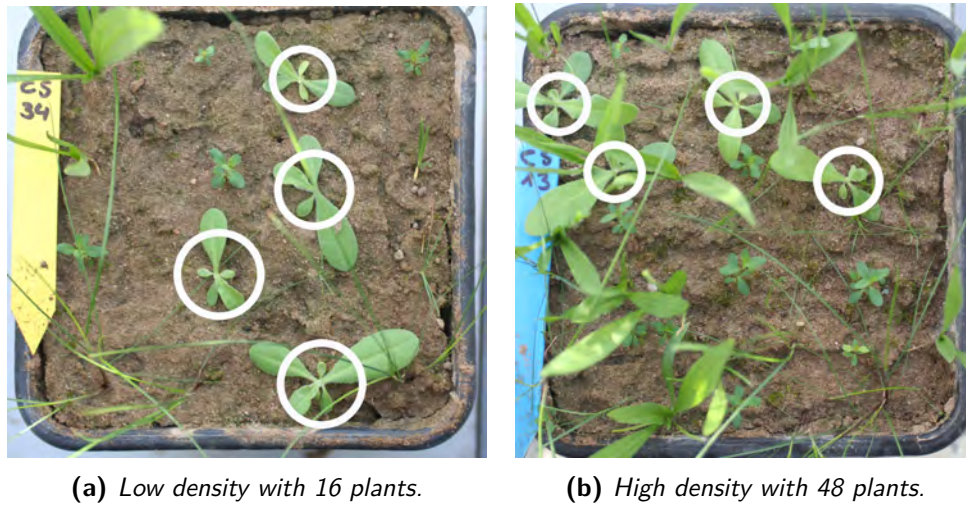 CS
34
CS
13
(a) Low density with 16 plants.
(b) High density with 48 plants.